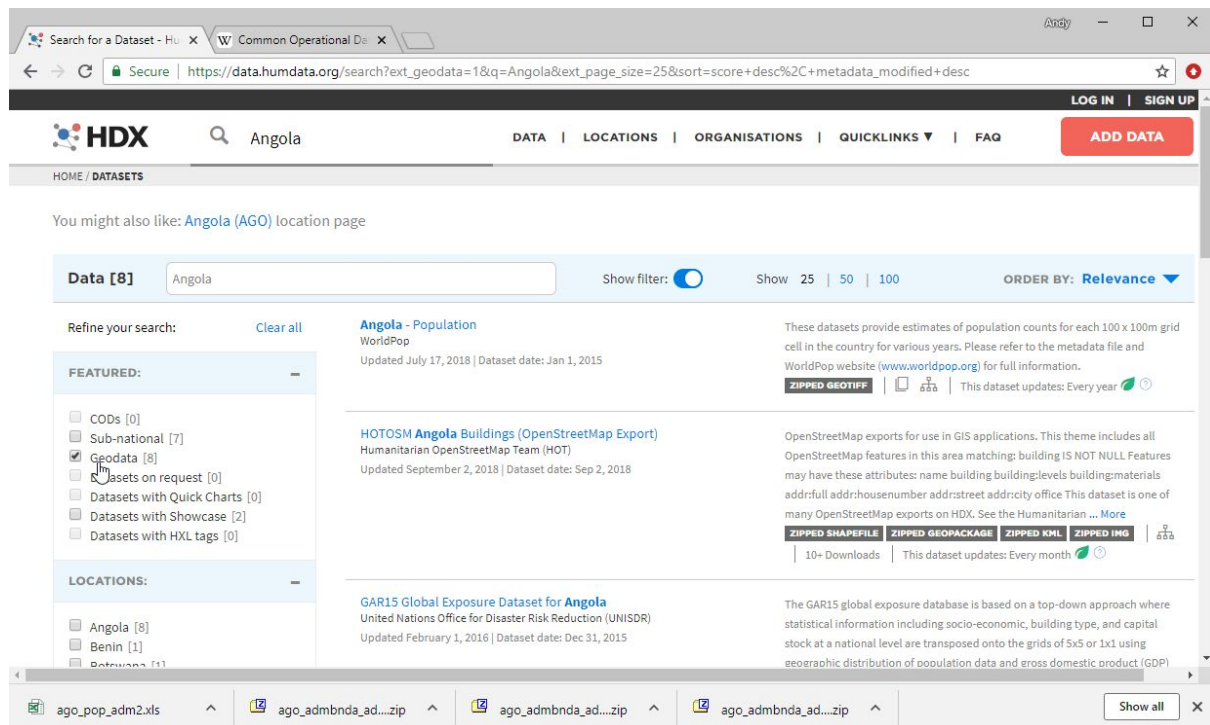 Andy
Search for a Dataset - Hu
W Common Operational Da
Secure | https://data.humdata.org/search?ext_geodata=1&q=Angola&ext_page_size=25&sort=score+desc%2C+metadata_modified+desc
LOG IN | SIGN UP
HDX
Angola
DATA | LOCATIONS | ORGANISATIONS | QUICKLINKS ▼ | FAQ
ADD DATA
HOME / DATASETS
You might also like: Angola (AGO) location page
Data [8]
Angola
Show filter:
Show 25 | 50 | 100
ORDER BY: Relevance
Refine your search:
Clear all
FEATURED:
CODs [0]
Sub-national [7]
Geodata [8]
Datasets on request [0]
Datasets with Quick Charts [0]
Datasets with Showcase [2]
Datasets with HXL tags [0]
LOCATIONS:
Angola [8]
Benin [1]
Botswana [1]
Angola - Population
WorldPop
Updated July 17, 2018 | Dataset date: Jan 1, 2015
These datasets provide estimates of population counts for each 100 x 100m grid
cell in the country for various years. Please refer to the metadata file and
WorldPop website (www.worldpop.org) for full information.
ZIPPED GEOTIFF | This dataset updates: Every year
HOTOSM Angola Buildings (OpenStreetMap Export)
Humanitarian OpenStreetMap Team (HOT)
Updated September 2, 2018 | Dataset date: Sep 2, 2018
OpenStreetMap exports for use in GIS applications. This theme includes all
OpenStreetMap features in this area matching: building IS NOT NULL Features
may have these attributes: name building building:levels building:materials
addr:full addr:housenumber addr:street addr:city office This dataset is one of
many OpenStreetMap exports on HDX. See the Humanitarian ... More
ZIPPED SHAPEFILE ZIPPED GEOPACKAGE ZIPPED KML ZIPPED IMG
10+ Downloads | This dataset updates: Every month
GAR15 Global Exposure Dataset for Angola
United Nations Office for Disaster Risk Reduction (UNISDR)
Updated February 1, 2016 | Dataset date: Dec 31, 2015
The GAR15 global exposure database is based on a top-down approach where
statistical information including socio-economic, building type, and capital
stock at a national level are transposed onto the grids of 5x5 or 1x1 using
geographic distribution of population data and gross domestic product (GDP)
ago_pop_adm2.xls
ago_admbnda_ad....zip
ago_admbnda_ad....zip
ago_admbnda_ad....zip
Show all